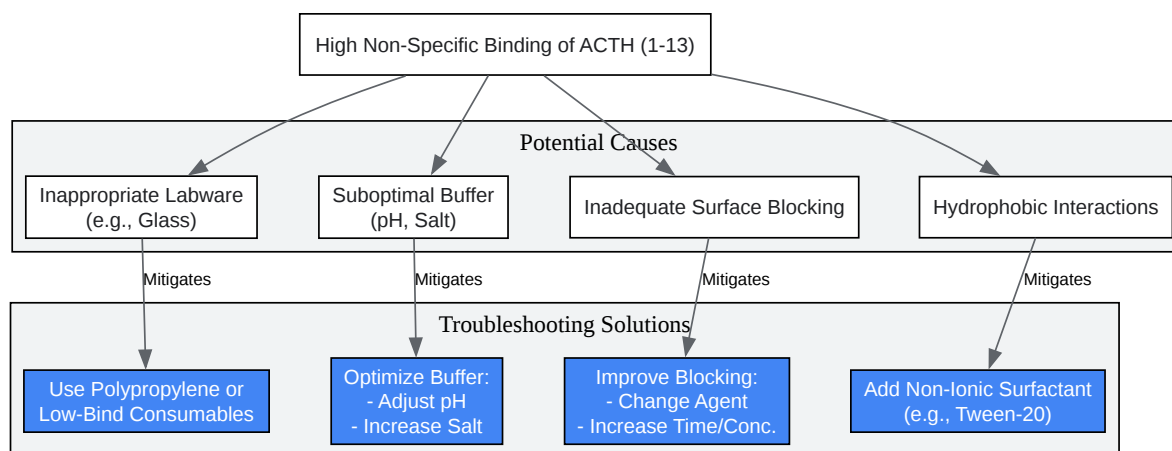 High Non-Specific Binding of ACTH (1-13)
Potential Causes
Inappropriate Labware
(e.g., Glass)
Suboptimal Buffer
(pH, Salt)
Inadequate Surface Blocking
Hydrophobic Interactions
Mitigates
Mitigates
Mitigates
Mitigates
Troubleshooting Solutions
Use Polypropylene or
Low-Bind Consumables
Optimize Buffer:
- Adjust pH
- Increase Salt
Improve Blocking:
- Change Agent
- Increase Time/Conc.
Add Non-Ionic Surfactant
(e.g., Tween-20)